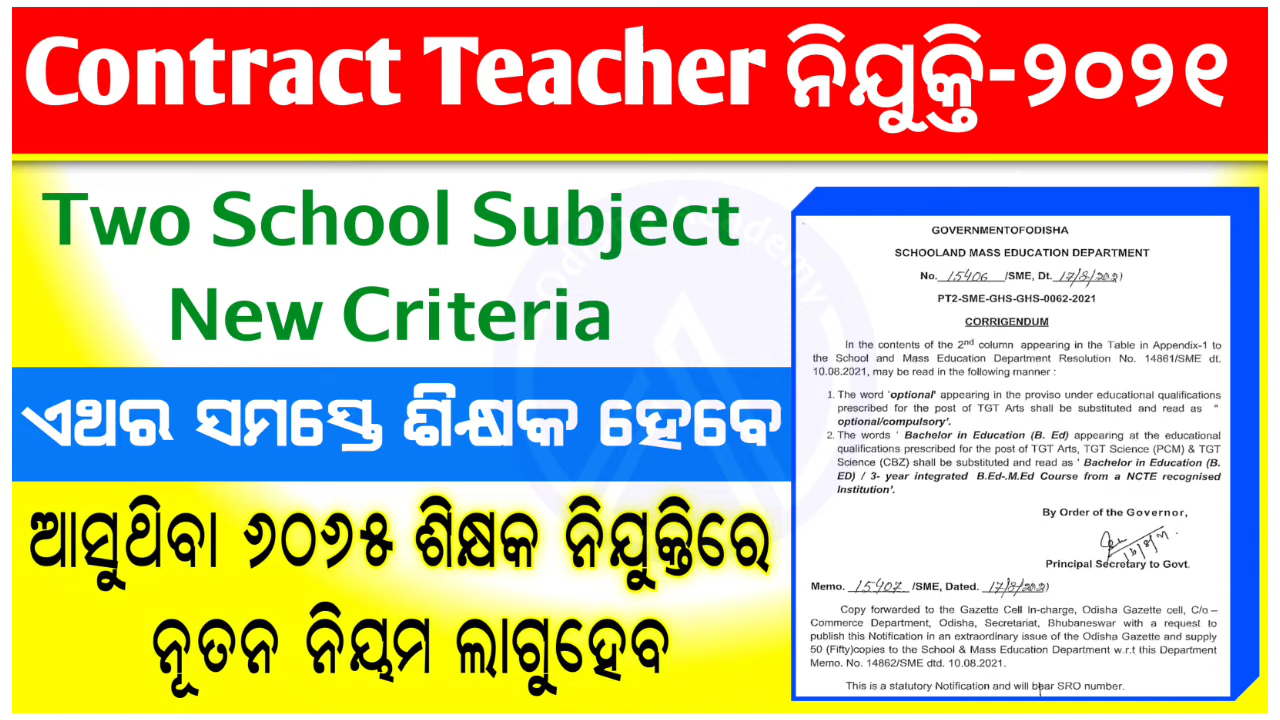 Contract Teacher ନିଯୁକ୍ତି-୨୦୨୧
Two School Subject
New Criteria
ଏଥର ସମସ୍ତେ ଶିକ୍ଷକ ହେବେ
ଆସୁଥିବା ୬୦୬୫ ଶିକ୍ଷକ ନିଯୁକ୍ତିରେ
ନୂତନ ନିୟମ ଲାଗୁହେବ
GOVERNMENTOFODISHA
SCHOOLAND MASS EDUCATION DEPARTMENT
No. 15406 /SME, Dt. 17/8/2021
PT2-SME-GHS-GHS-0062-2021
CORRIGENDUM
In the contents of the 2nd column appearing in the Table in Appendix-1 to
the School and Mass Education Department Resolution No. 14861/SME dt.
10.08.2021, may be read in the following manner :
1. The word 'optional' appearing in the proviso under educational qualifications
prescribed for the post of TGT Arts shall be substituted and read as "
optional/compulsory'.
2. The words ' Bachelor in Education (B. Ed) appearing at the educational
qualifications prescribed for the post of TGT Arts, TGT Science (PCM) & TGT
Science (CBZ) shall be substituted and read as ' Bachelor in Education (B.
ED) / 3- year integrated B.Ed-.M.Ed Course from a NCTE recognised
Institution'.
By Order of the Governor,
Principal Secretary to Govt.
Memo. 15407 /SME, Dated. 17/8/2021
Copy forwarded to the Gazette Cell In-charge, Odisha Gazette cell, C/o –
Commerce Department, Odisha, Secretariat, Bhubaneswar with a request to
publish this Notification in an extraordinary issue of the Odisha Gazette and supply
50 (Fifty)copies to the School & Mass Education Department w.r.t this Department
Memo. No. 14862/SME dtd. 10.08.2021.
This is a statutory Notification and will bear SRO number.